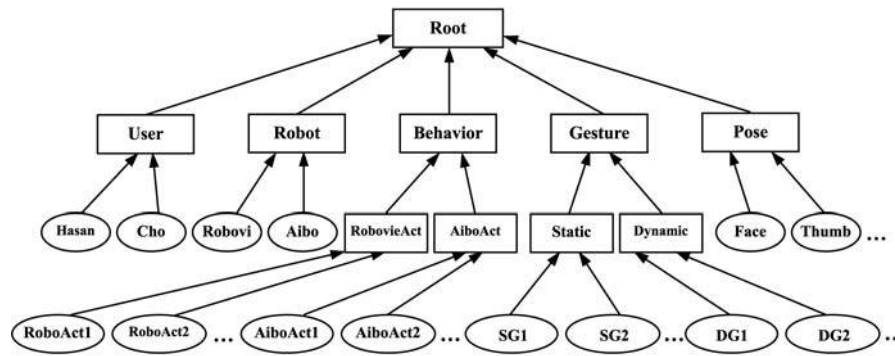 Root
User Robot Behavior Gesture Pose
Hasan Cho Robovi Aibo RobovieAct AiboAct Static Dynamic Face Thumb ...
RoboAct1 RoboAct2 ... AiboAct1 AiboAct2 ... SG1 SG2 ... DG1 DG2 ...